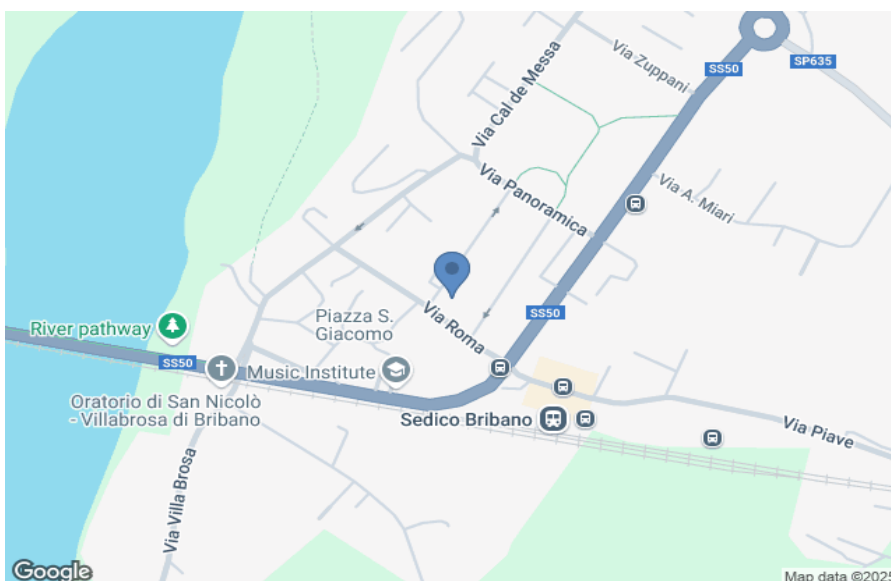 Via Cal de Messa
Via Zuppani
SS50
SP635
Via Panoramica
Via A. Miari
River pathway
SS50
Piazza S.
Giacomo
Via Roma
SS50
Music Institute
Oratorio di San Nicolò
- Villabrosa di Bribano
Sedico Bribano
Via Piave
Via Villa Brosa
Google
Map data ©2025